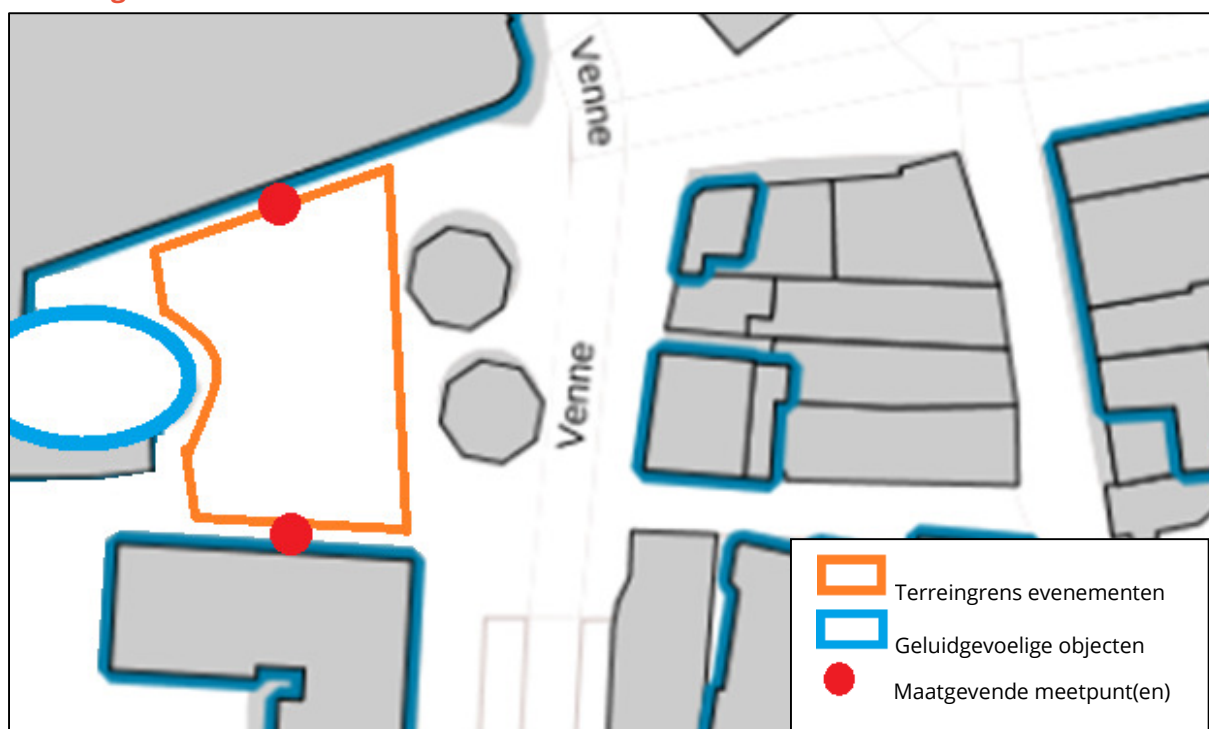 Venne
Venne
Terreingrens evenementen
Geluidgevoelige objecten
Maatgevende meetpunt(en)